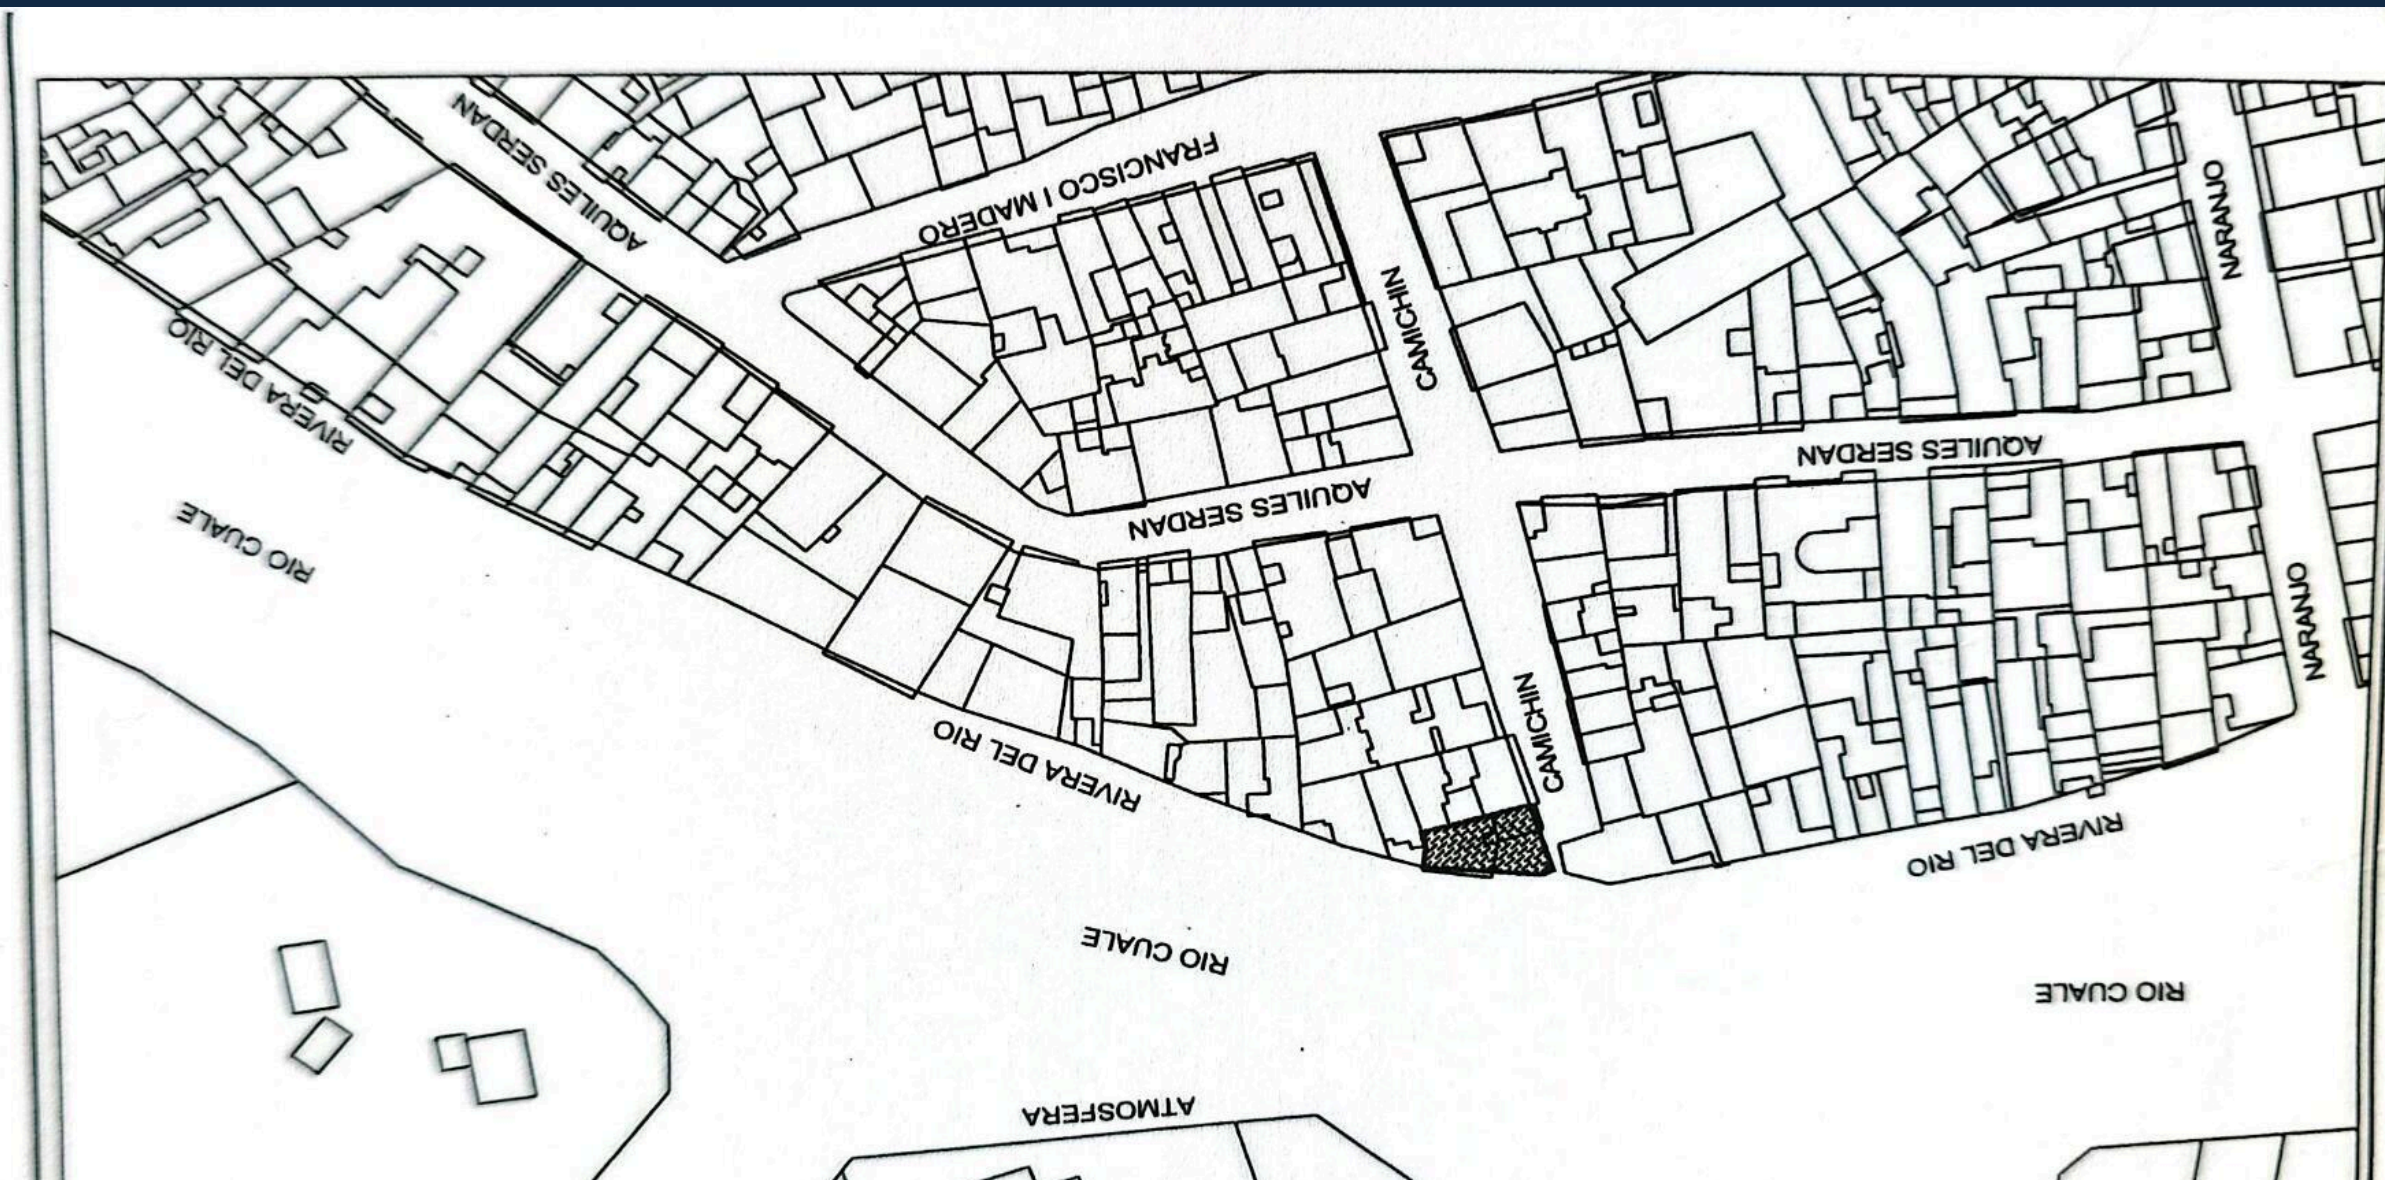 AQUILES SERDAN
FRANCISCO I MADERO
NARANJO
CAMICHIN
RIVERA DEL RIO
AQUILES SERDAN
AQUILES SERDAN
RIO CUALE
NARANJO
CAMICHIN
RIVERA DEL RIO
RIVERA DEL RIO
RIO CUALE
RIO CUALE
ATMOSFERA